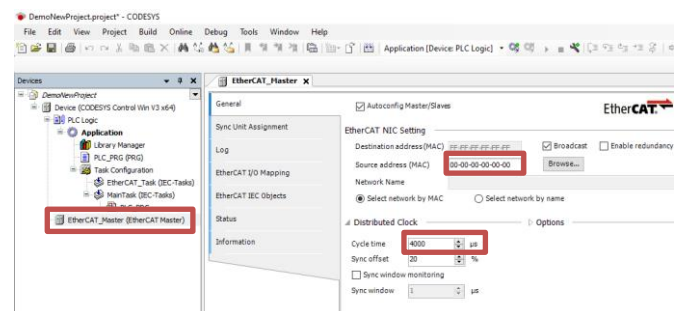 DemoNewProject.project* - CODESYS
File Edit View Project Build Online Debug Tools Window Help
Application [Device: PLC Logic]
Devices
EtherCAT_Master
DemoNewProject
Device (CODESYS Control Win V3 x64)
PLC Logic
Application
Library Manager
PLC_PRG (PRG)
Task Configuration
EtherCAT_Task (IEC-Tasks)
MainTask (IEC-Tasks)
PLC_PRG
EtherCAT_Master (EtherCAT Master)
General
Sync Unit Assignment
Log
EtherCAT I/O Mapping
EtherCAT IEC Objects
Status
Information
Autoconfig Master/Slaves
EtherCAT.
EtherCAT NIC Setting
Destination address (MAC) FF-FF-FF-FF-FF-FF Broadcast Enable redundancy
Source address (MAC) 00-00-00-00-00-00 Browse...
Network Name
Select network by MAC Select network by name
Distributed Clock Options
Cycle time 4000 µs
Sync offset 20 %
Sync window monitoring
Sync window 1 µs